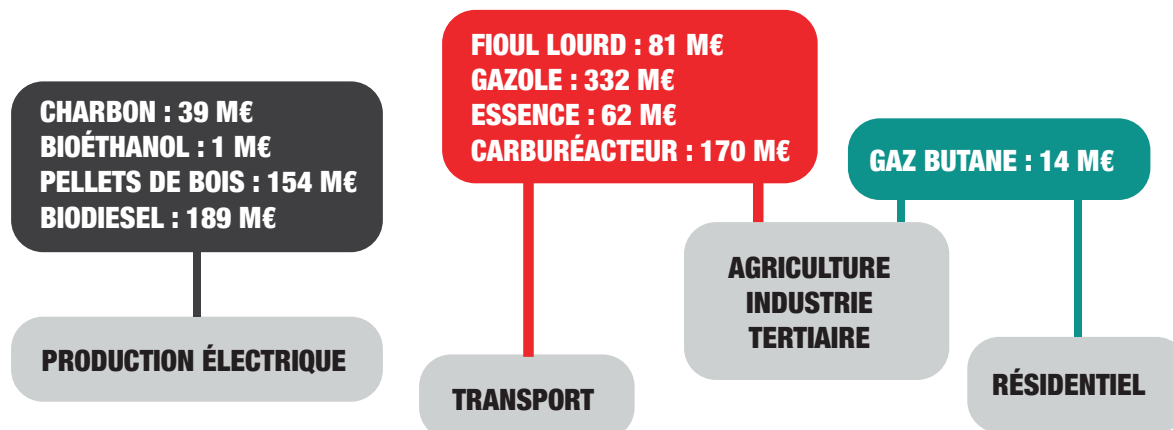 CHARBON : 39 M€
BIOÉTHANOL : 1 M€
PELLETS DE BOIS : 154 M€
BIODIESEL : 189 M€
PRODUCTION ÉLECTRIQUE
FIOUL LOURD : 81 M€
GAZOLE : 332 M€
ESSENCE : 62 M€
CARBURÉACTEUR : 170 M€
TRANSPORT
AGRICULTURE
INDUSTRIE
TERTIAIRE
GAZ BUTANE : 14 M€
RÉSIDENTIEL